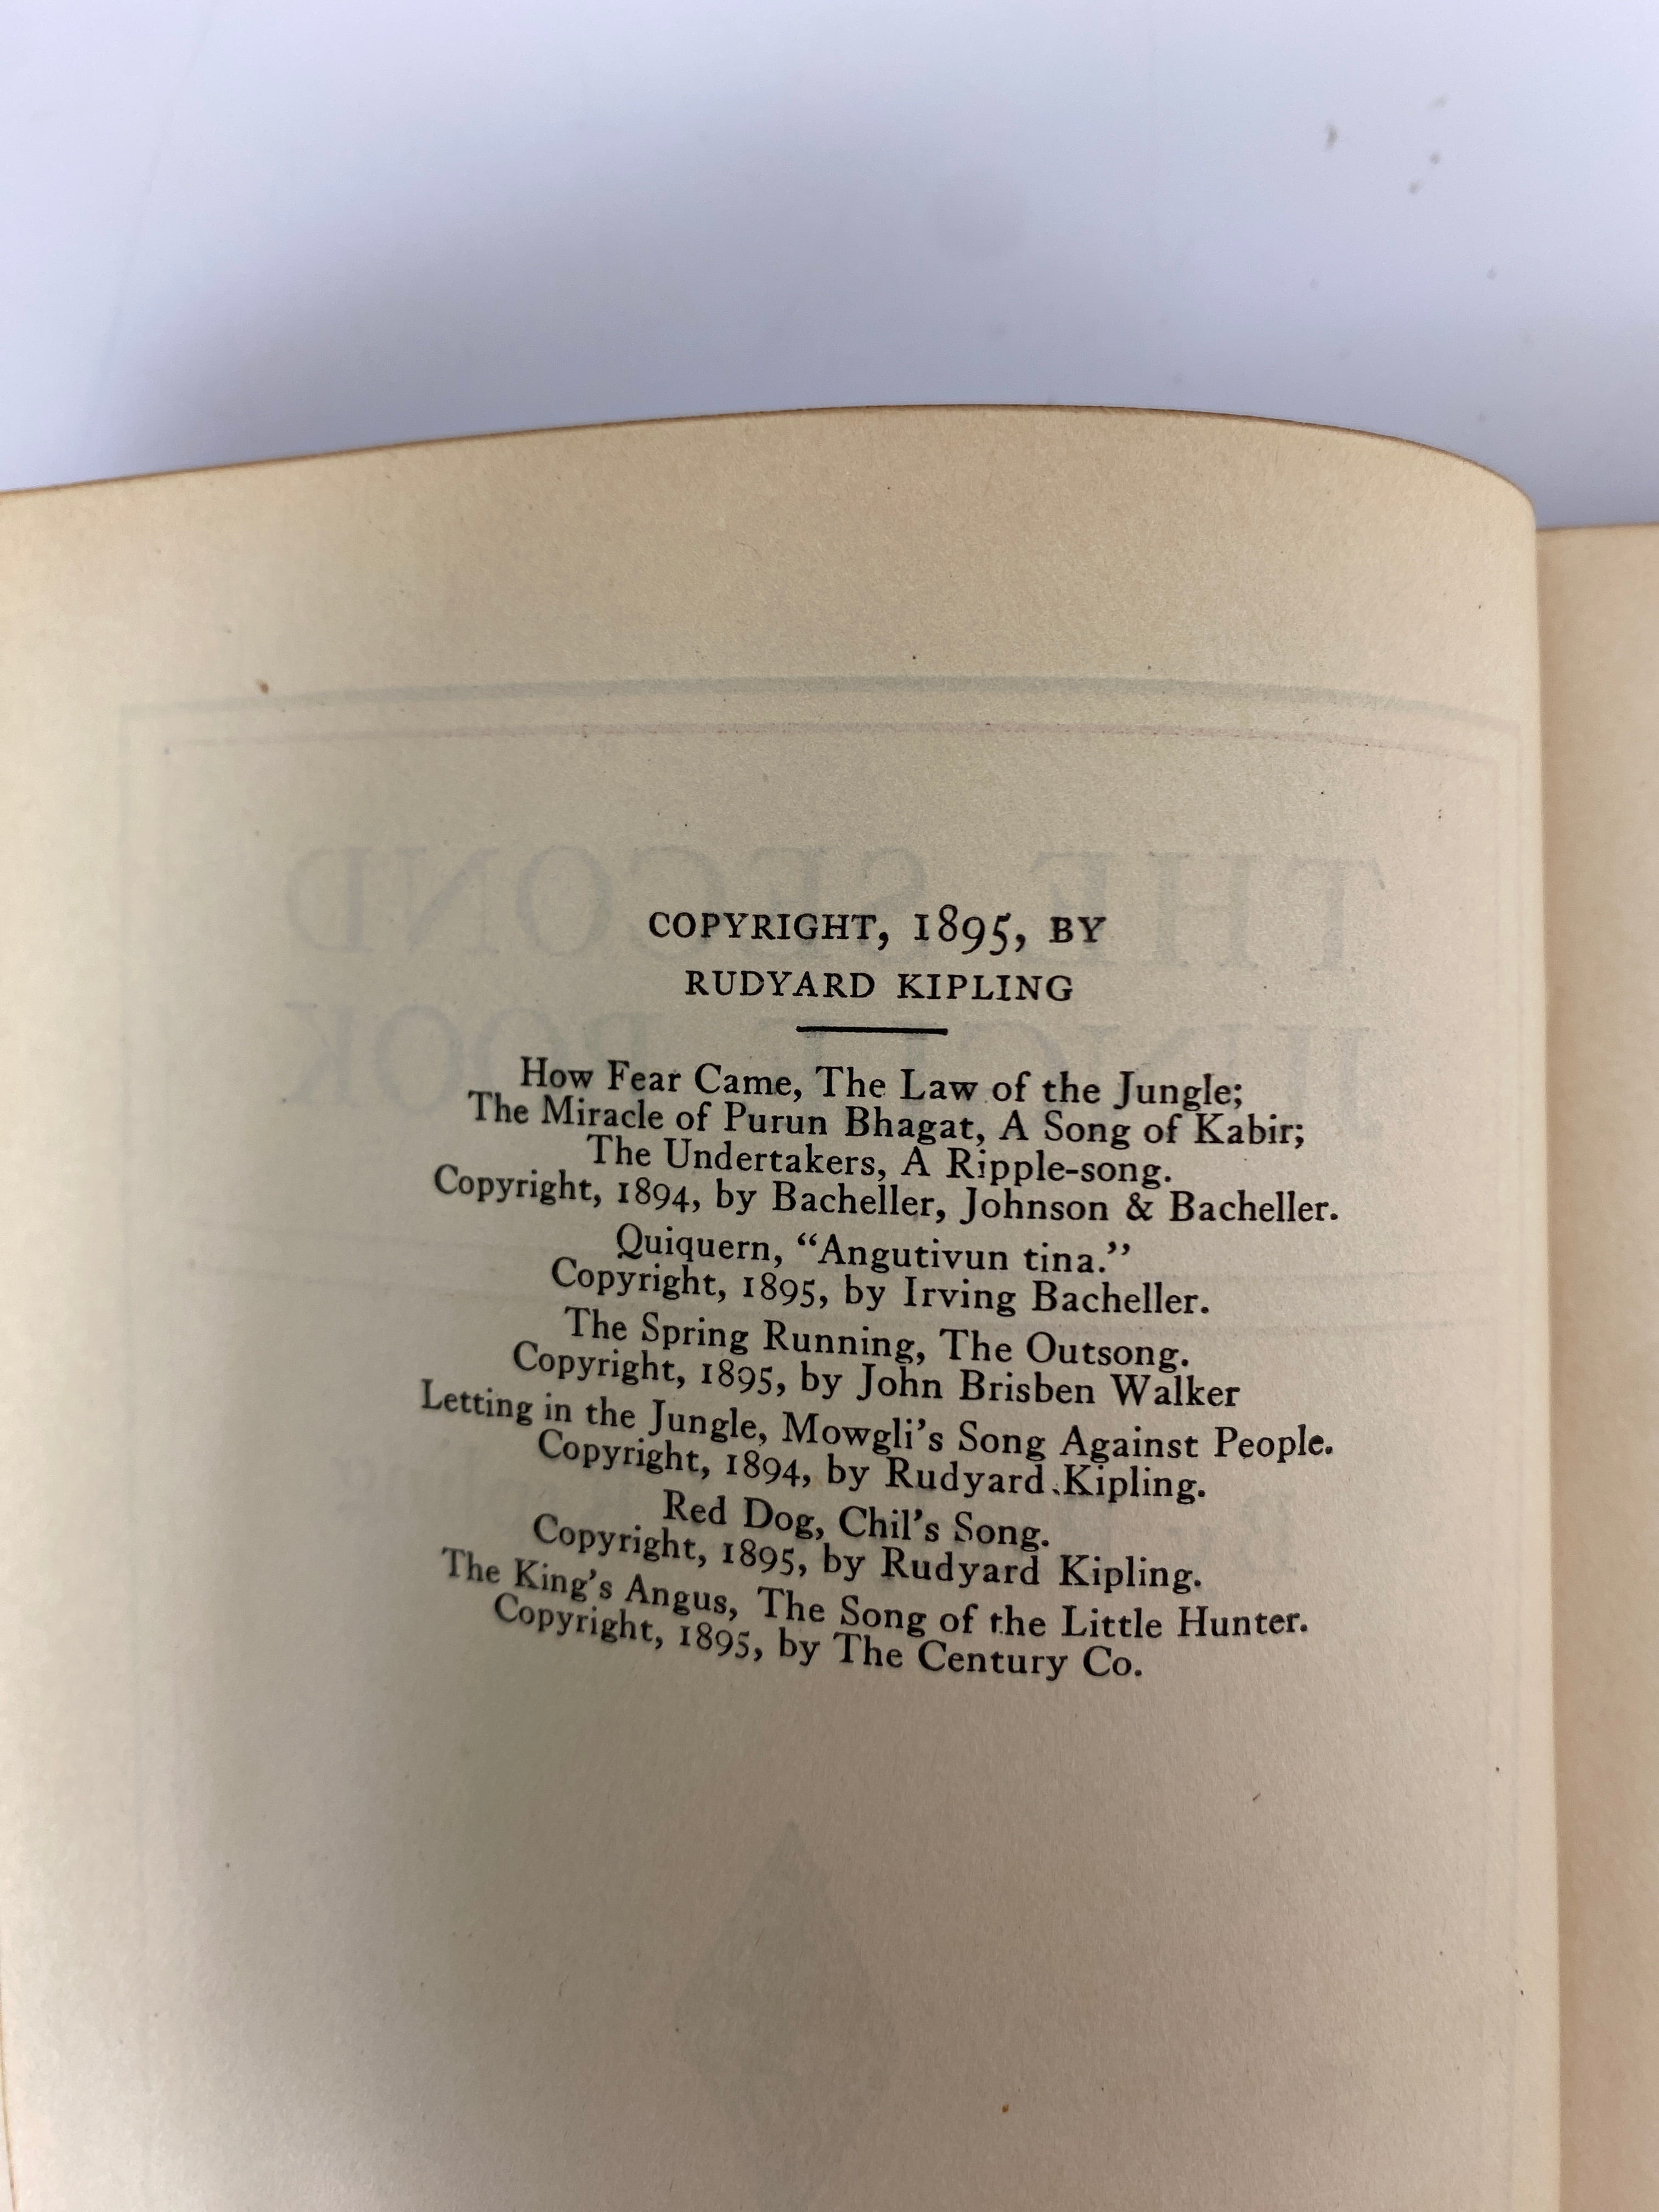 COPYRIGHT, 1895, BY
RUDYARD KIPLING
How Fear Came, The Law of the Jungle;
The Miracle of Purun Bhagat, A Song of Kabir;
The Undertakers, A Ripple-song.
Copyright, 1894, by Bacheller, Johnson & Bacheller.
Quiquern, “Angutivun tina.”
Copyright, 1895, by Irving Bacheller.
The Spring Running, The Outsong.
Copyright, 1895, by John Brisben Walker
Letting in the Jungle, Mowgli’s Song Against People.
Copyright, 1894, by Rudyard Kipling.
Red Dog, Chil’s Song.
Copyright, 1895, by Rudyard Kipling.
The King’s Angus, The Song of the Little Hunter.
Copyright, 1895, by The Century Co.